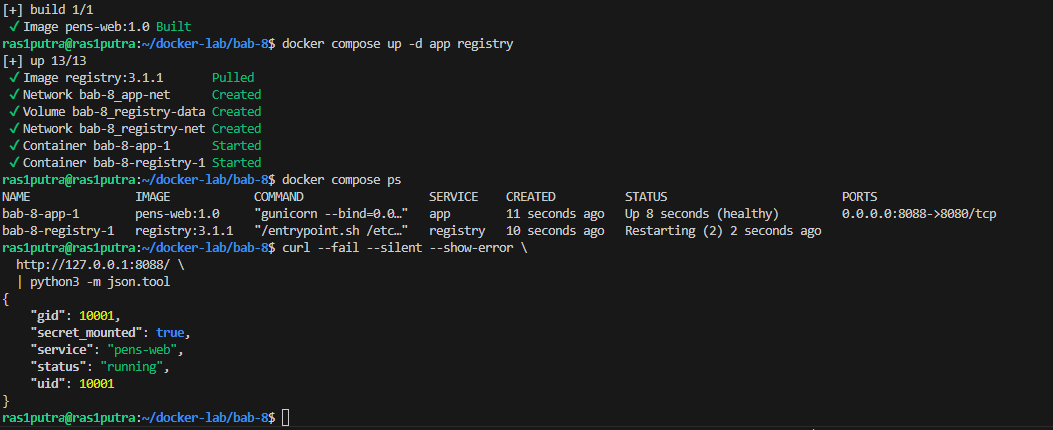 [+] build 1/1
✓ Image pens-web:1.0 Built
ras1putra@ras1putra:~/docker-lab/bab-8$ docker compose up -d app registry
[+] up 13/13
✓ Image registry:3.1.1 Pulled
✓ Network bab-8_app-net Created
✓ Volume bab-8_registry-data Created
✓ Network bab-8_registry-net Created
✓ Container bab-8-app-1 Started
✓ Container bab-8-registry-1 Started
ras1putra@ras1putra:~/docker-lab/bab-8$ docker compose ps
NAME IMAGE COMMAND SERVICE CREATED STATUS PORTS
bab-8-app-1 pens-web:1.0 "gunicorn --bind=0.0…" app 11 seconds ago Up 8 seconds (healthy) 0.0.0.0:8088->8080/tcp
bab-8-registry-1 registry:3.1.1 "/entrypoint.sh /etc…" registry 10 seconds ago Restarting (2) 2 seconds ago
ras1putra@ras1putra:~/docker-lab/bab-8$ curl --fail --silent --show-error \
  http://127.0.0.1:8088/ \
  | python3 -m json.tool
{
    "gid": 10001,
    "secret_mounted": true,
    "service": "pens-web",
    "status": "running",
    "uid": 10001
}
ras1putra@ras1putra:~/docker-lab/bab-8$